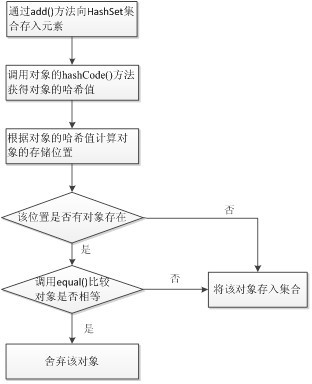 通过add()方法向HashSet集
合存入元素
调用对象的hashCode()方法
获得对象的哈希值
根据对象的哈希值计算对
象的存储位置
该位置是否有对象存在
否
是
调用equal()比较
对象是否相等
否
将该对象存入集合
是
舍弃该对象